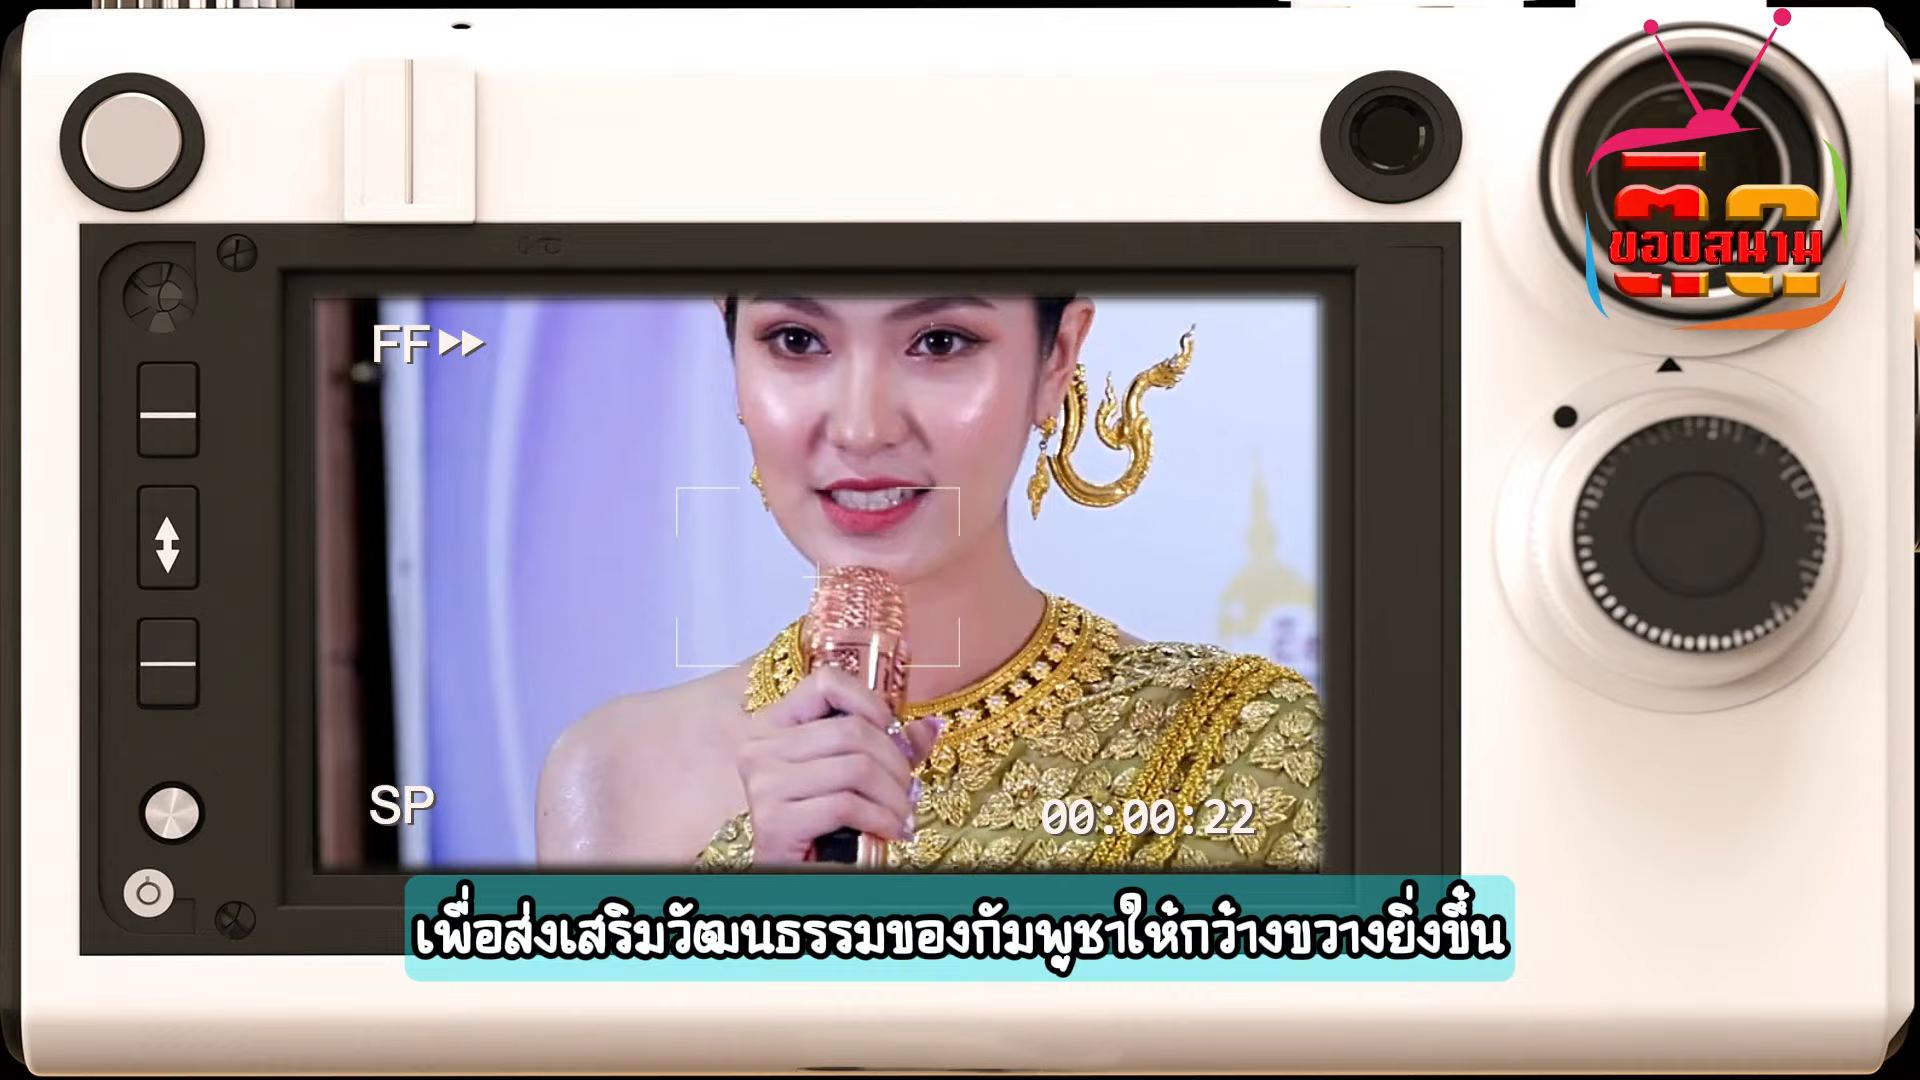 ติด
ขอบสนาม
FF
SP
00:00:22
เพื่อส่งเสริมวัฒนธรรมของกัมพูชาให้กว้างขวางยิ่งขึ้น